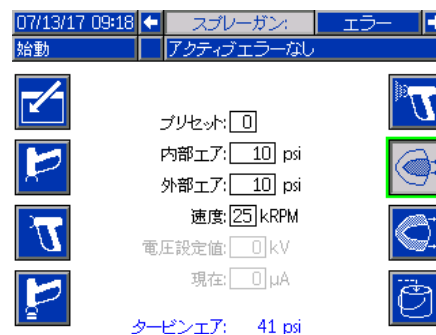 07/13/17 09:18 スプレーガン: エラー
始動 アクティブエラーなし
プリセット: 0
内部エア: 10 psi
外部エア: 10 psi
速度: 25 kRPM
電圧設定値: 0 kV
現在: 0 μA
タービンエア: 41 psi